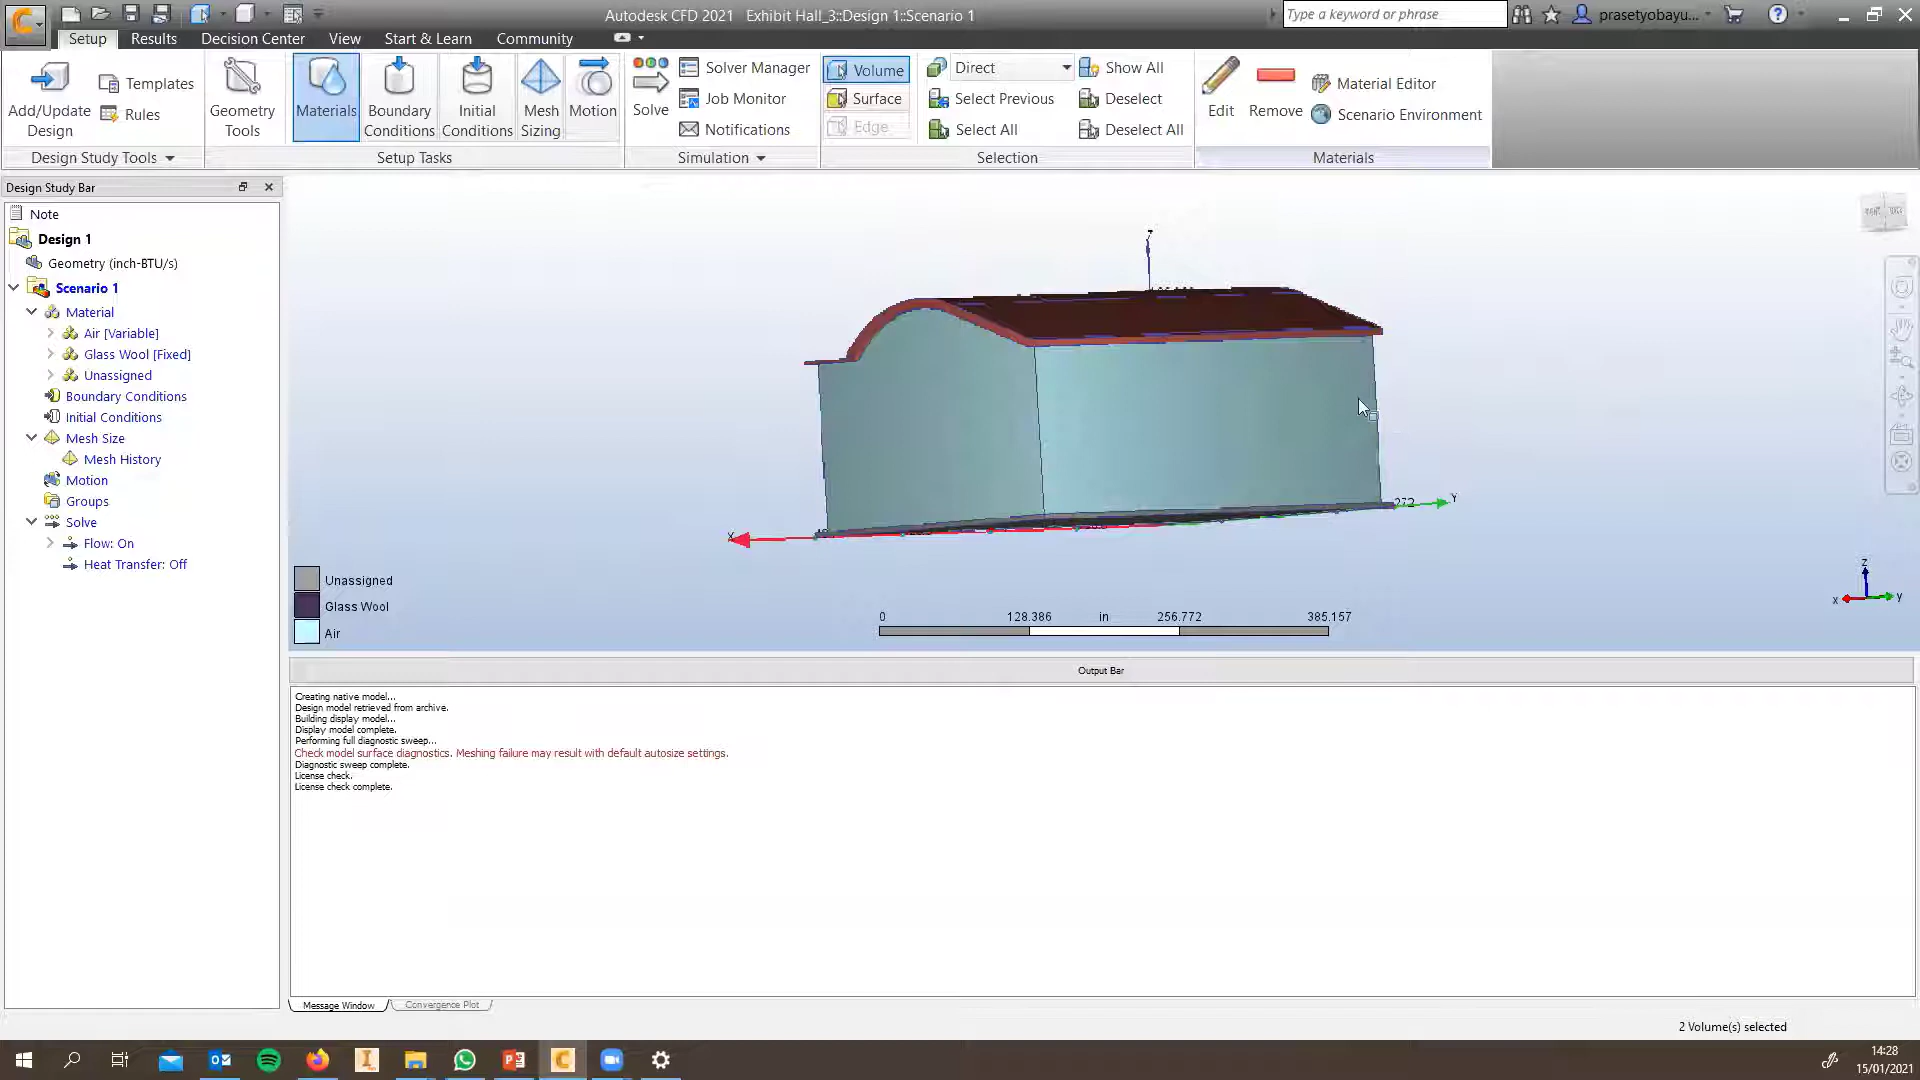 Autodesk CFD 2021 Exhibit Hall_3::Design 1::Scenario 1
Type a keyword or phrase
prasetyobayu...
Setup Results Decision Center View Start & Learn Community
Add/Update Design
Templates
Rules
Design Study Tools
Geometry Tools
Materials
Boundary Conditions
Initial Conditions
Mesh Sizing
Motion
Setup Tasks
Solve
Solver Manager
Job Monitor
Notifications
Simulation
Volume
Surface
Edge
Direct
Select Previous
Select All
Show All
Deselect
Deselect All
Selection
Edit
Remove
Material Editor
Scenario Environment
Materials
Design Study Bar
Note
Design 1
Geometry (inch-BTU/s)
Scenario 1
Material
Air [Variable]
Glass Wool [Fixed]
Unassigned
Boundary Conditions
Initial Conditions
Mesh Size
Mesh History
Motion
Groups
Solve
Flow: On
Heat Transfer: Off
Z
X
Y
272
Unassigned
Glass Wool
Air
0 128.386 in 256.772 385.157
z
x
y
Output Bar
Creating native model...
Design model retrieved from archive.
Building display model...
Display model complete.
Performing full diagnostic sweep...
Check model surface diagnostics. Meshing failure may result with default autosize settings.
Diagnostic sweep complete.
License check.
License check complete.
Message Window Convergence Plot
2 Volume(s) selected
14:28
15/01/2021